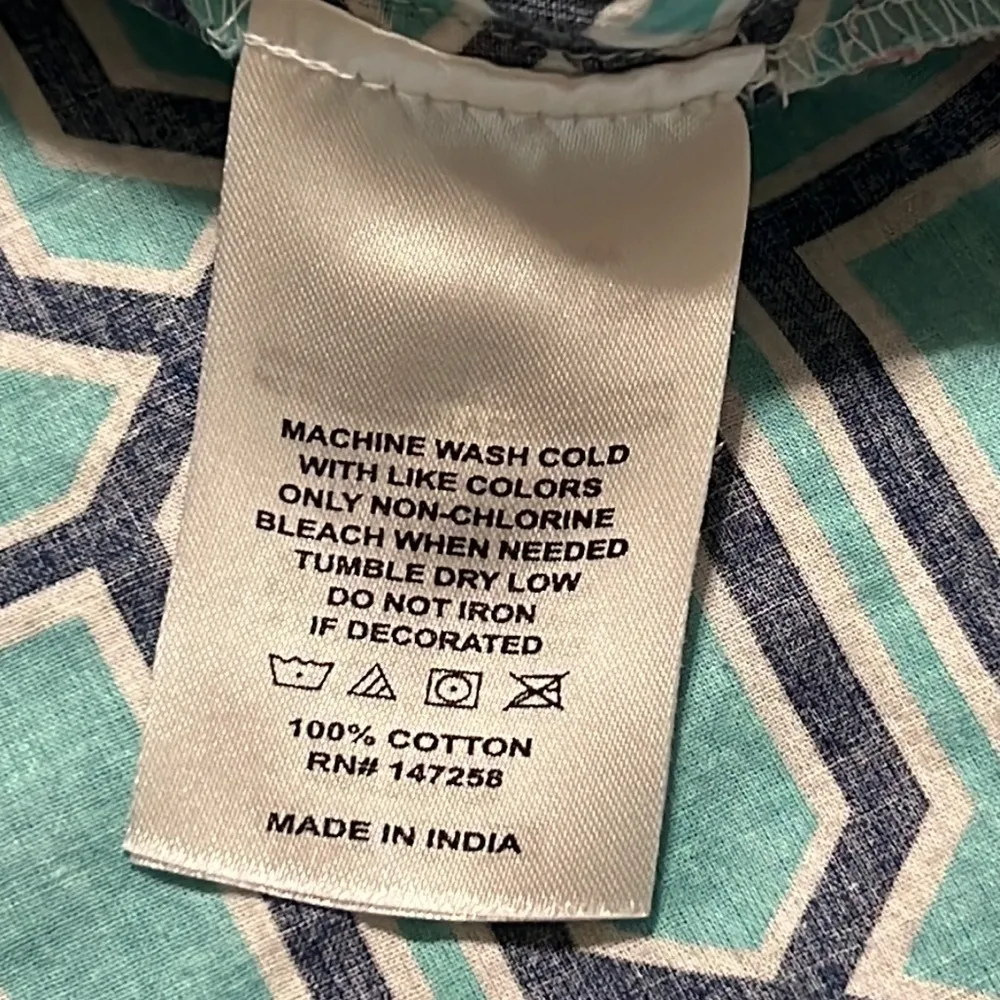 MACHINE WASH COLD
WITH LIKE COLORS
ONLY NON-CHLORINE
BLEACH WHEN NEEDED
TUMBLE DRY LOW
DO NOT IRON
IF DECORATED
100% COTTON
RN# 147258
MADE IN INDIA